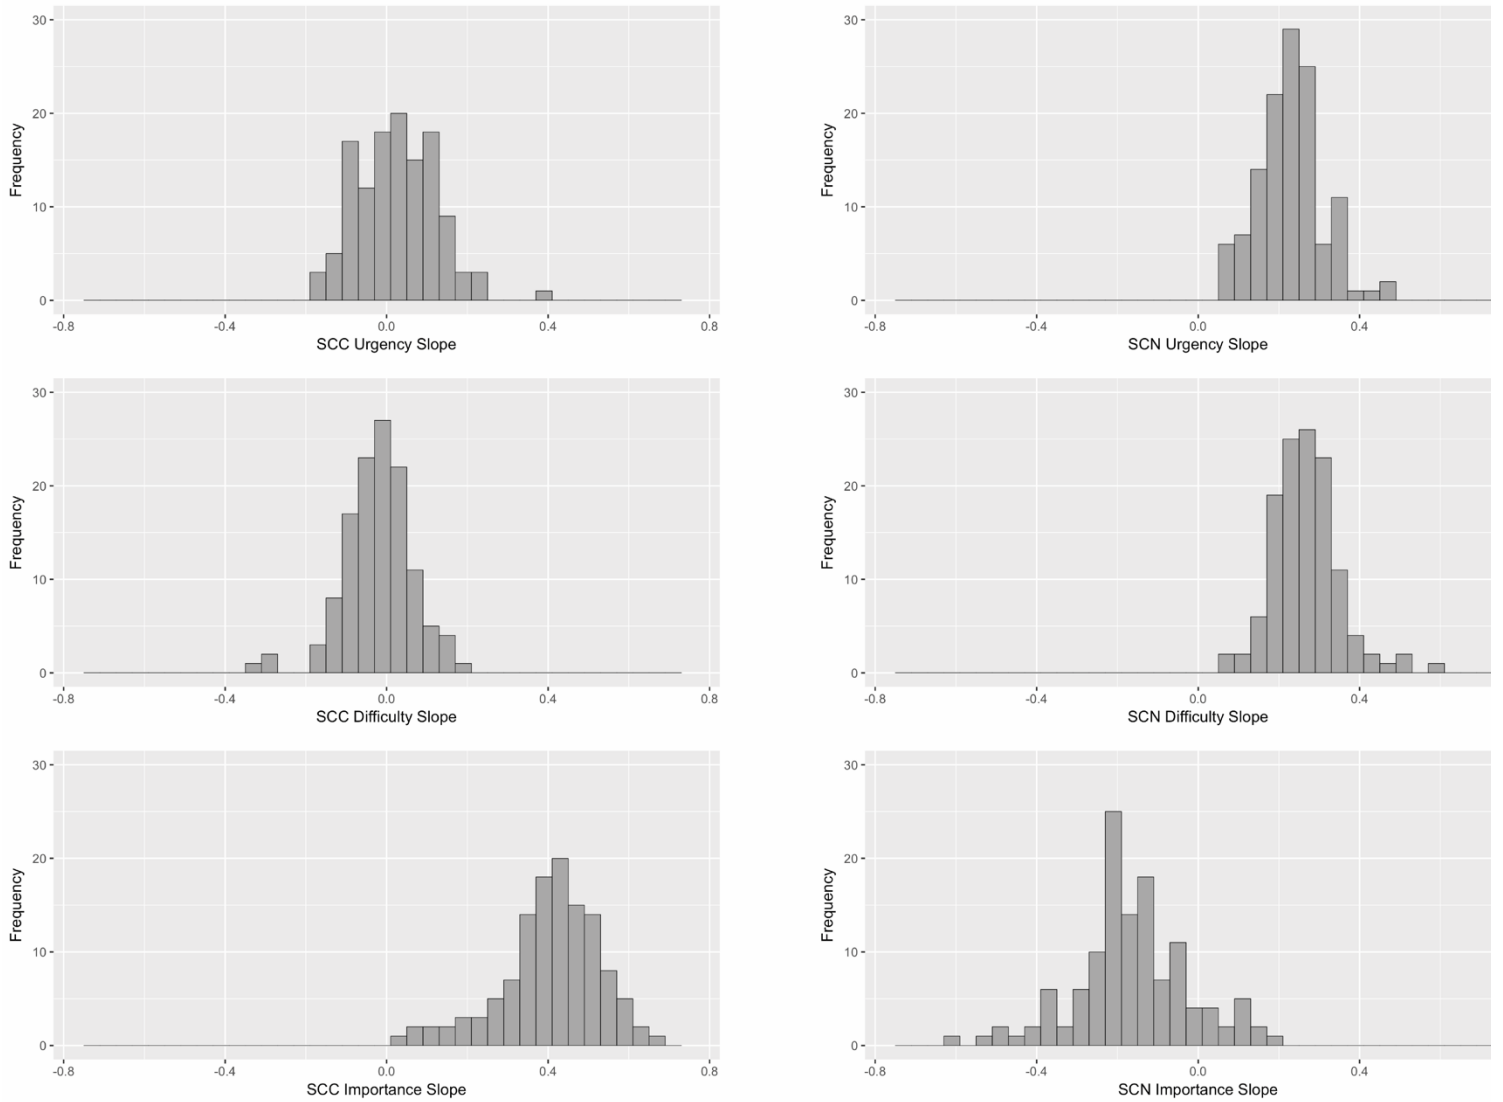 30
20
10
0
Frequency
-0.8 -0.4 0.0 0.4 0.8
SCC Urgency Slope
30
20
10
0
Frequency
-0.8 -0.4 0.0 0.4
SCN Urgency Slope
30
20
10
0
Frequency
-0.8 -0.4 0.0 0.4 0.8
SCC Difficulty Slope
30
20
10
0
Frequency
-0.8 -0.4 0.0 0.4
SCN Difficulty Slope
30
20
10
0
Frequency
-0.8 -0.4 0.0 0.4 0.8
SCC Importance Slope
30
20
10
0
Frequency
-0.8 -0.4 0.0 0.4
SCN Importance Slope